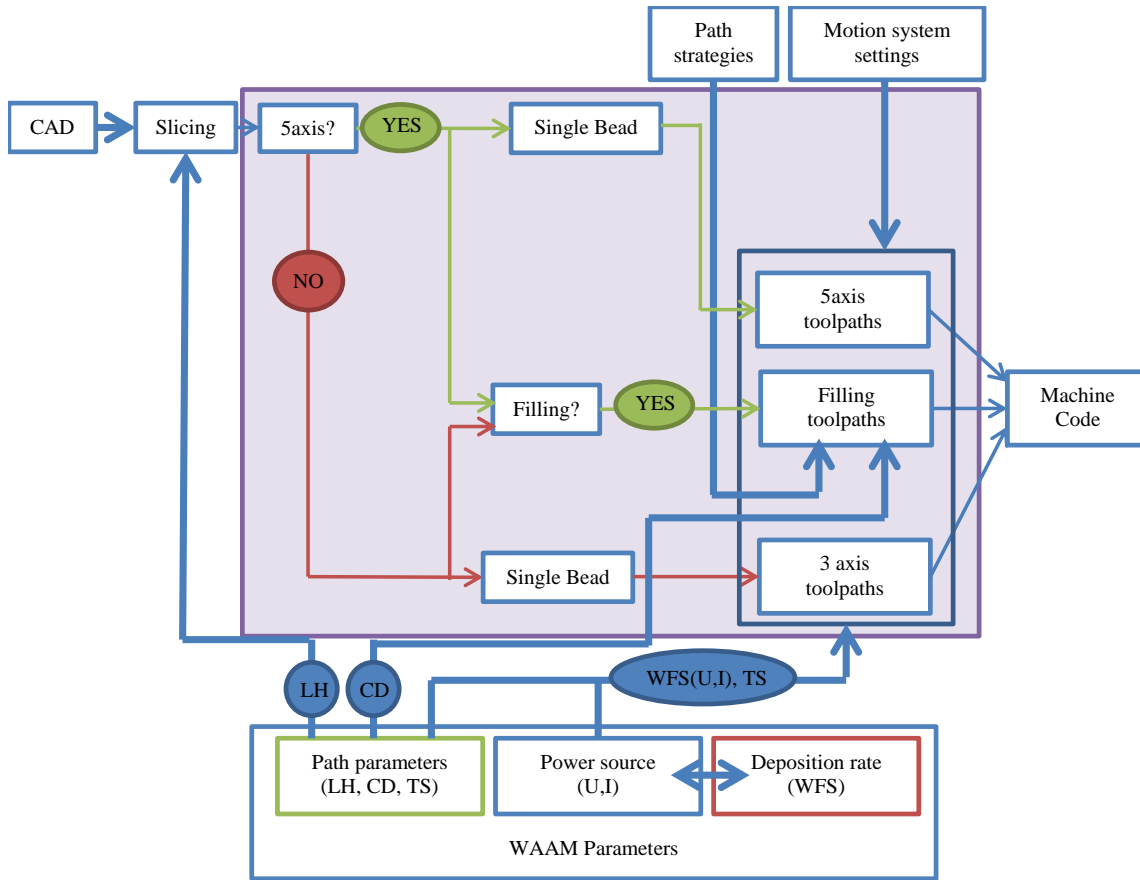 Path
strategies
Motion system
settings
CAD
Slicing
5axis?
YES
Single Bead
NO
5axis
toolpaths
Filling?
YES
Filling
toolpaths
Machine
Code
Single Bead
3 axis
toolpaths
LH
CD
WFS(U,I), TS
Path parameters
(LH, CD, TS)
Power source
(U,I)
Deposition rate
(WFS)
WAAM Parameters